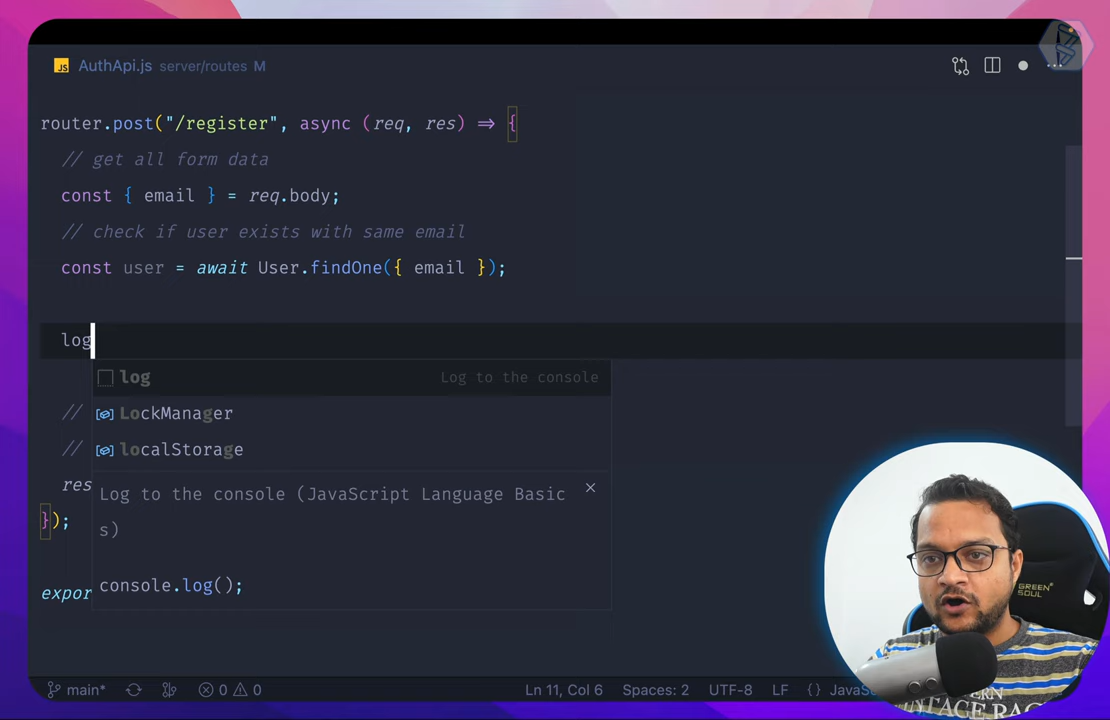 JS AuthApi.js server/routes M
router.post("/register", async (req, res) => {
// get all form data
const { email } = req.body;
// check if user exists with same email
const user = await User.findOne({ email });
log
log Log to the console
LockManager
//
localStorage
//
res
Log to the console (JavaScript Language Basic
s)
});
console.log();
expor
GREEN
SOUL
main* 0 0 Ln 11, Col 6 Spaces: 2 UTF-8 LF {} JavaS